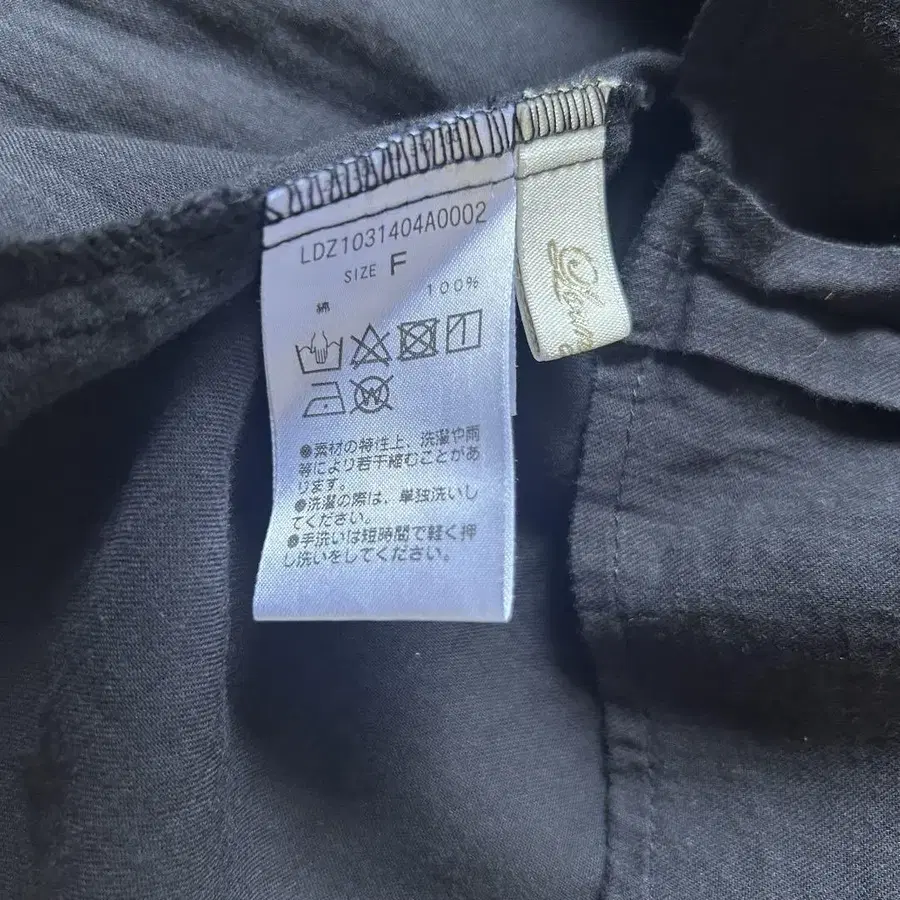 LDZ1031404A0002
SIZE F
綿 100%
●素材の特性上、洗濯や雨
等により若干縮むことがあ
ります。
●洗濯の際は、単独洗いし
てください。
●手洗いは短時間で軽く押
し洗いをしてください。